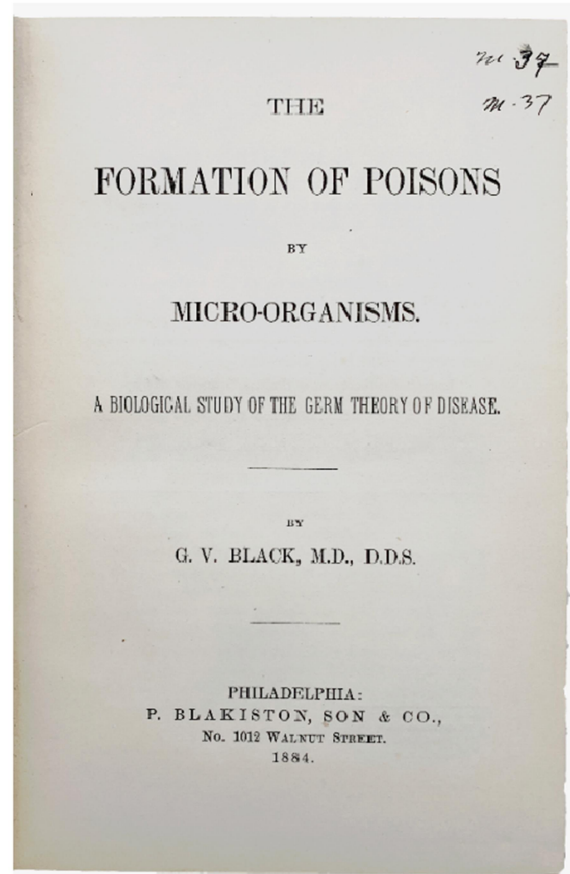 M. 37
M. 37
THE
FORMATION OF POISONS
BY
MICRO-ORGANISMS.
A BIOLOGICAL STUDY OF THE GERM THEORY OF DISEASE.
BY
G. V. BLACK, M.D., D.D.S.
PHILADELPHIA:
P. BLAKISTON, SON & CO.,
No. 1012 WALNUT STREET.
1884.